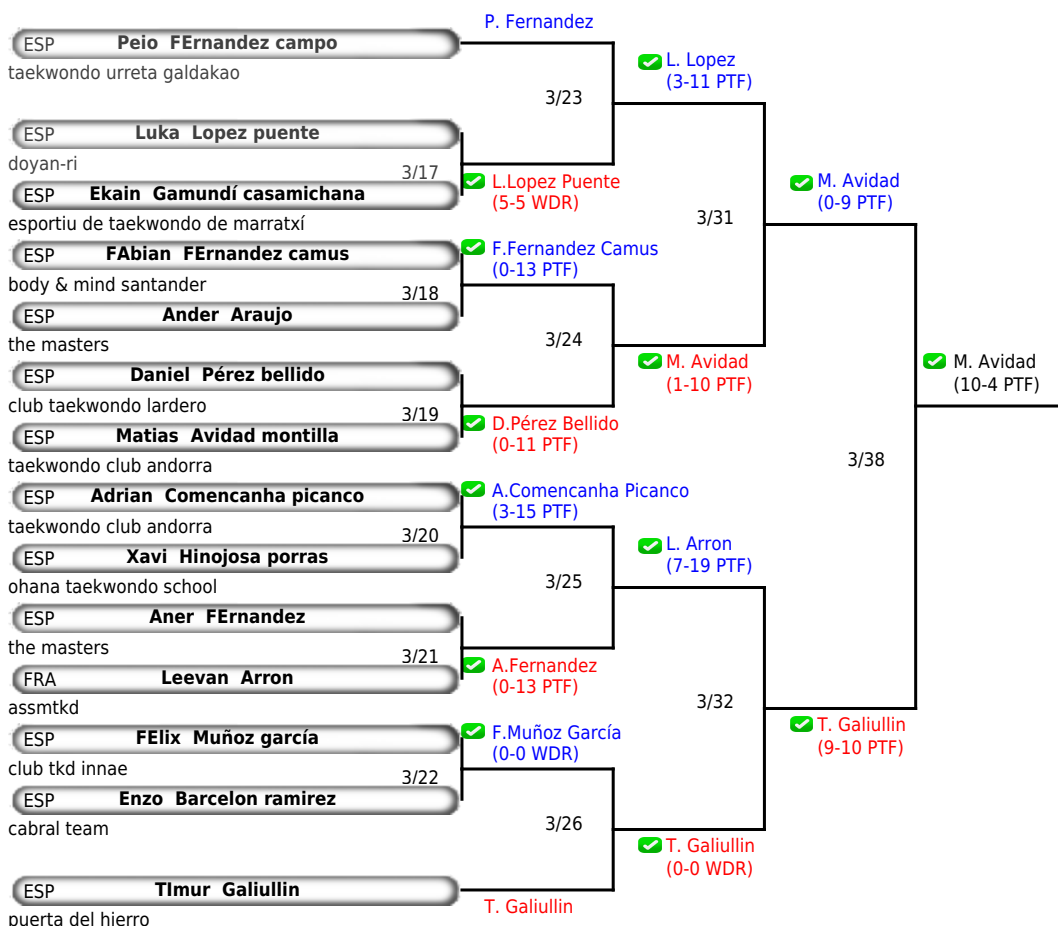 P. Fernandez
ESP Peio FErnandez campo
taekwondo urreta galdakao
L. Lopez
(3-11 PTF)
3/23
ESP Luka Lopez puente
doyan-ri
3/17
L.Lopez Puente
(5-5 WDR)
ESP Ekain Gamundí casamichana
esportiu de taekwondo de marratxí
M. Avidad
(0-9 PTF)
3/31
ESP FAbian FErnandez camus
F.Fernandez Camus
(0-13 PTF)
body & mind santander
3/18
ESP Ander Araujo
the masters
3/24
M. Avidad
(1-10 PTF)
M. Avidad
(10-4 PTF)
ESP Daniel Pérez bellido
club taekwondo lardero
3/19
D.Pérez Bellido
(0-11 PTF)
ESP Matias Avidad montilla
taekwondo club andorra
3/38
ESP Adrian Comencanha picanco
A.Comencanha Picanco
(3-15 PTF)
taekwondo club andorra
3/20
L. Arron
(7-19 PTF)
ESP Xavi Hinojosa porras
ohana taekwondo school
3/25
ESP Aner FErnandez
the masters
3/21
A.Fernandez
(0-13 PTF)
FRA Leevan Arron
assmtkd
3/32
T. Galiullin
(9-10 PTF)
ESP FElix Muñoz garcía
F.Muñoz García
(0-0 WDR)
club tkd innae
3/22
ESP Enzo Barcelon ramirez
cabral team
3/26
T. Galiullin
(0-0 WDR)
ESP TImur Galiullin
T. Galiullin
puerta del hierro